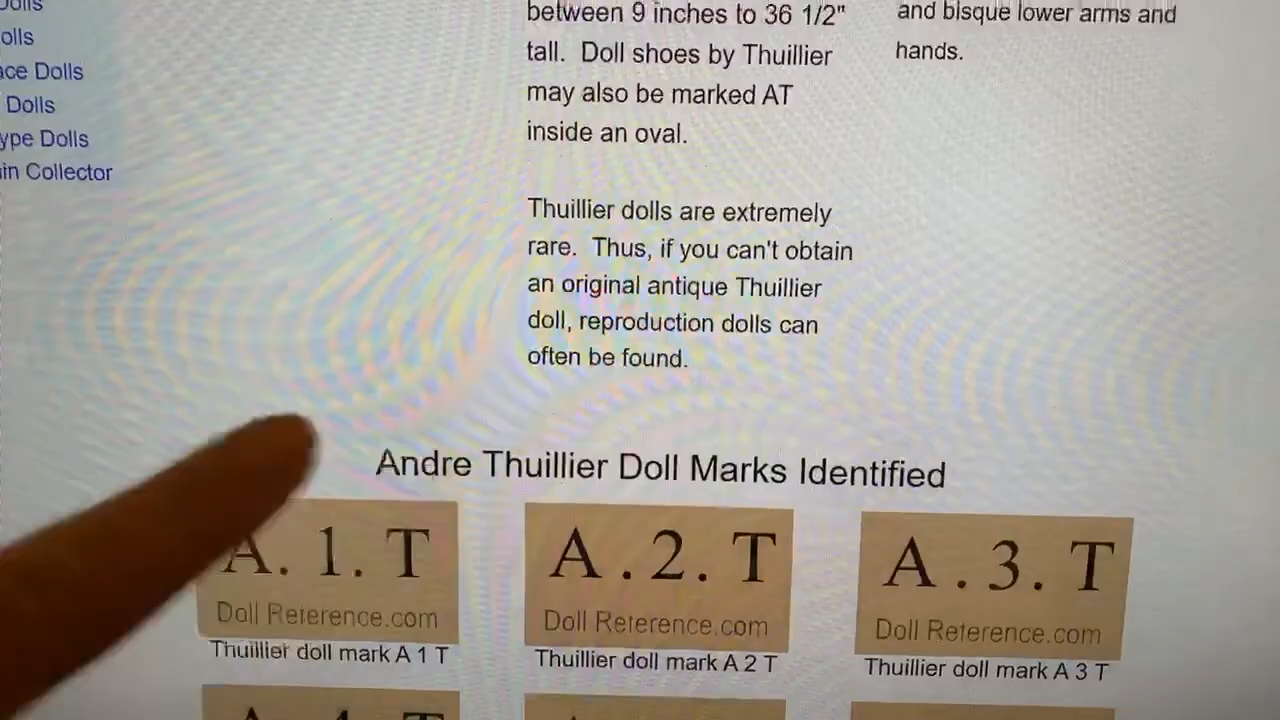 olls
ace Dolls
Dolls
ype Dolls
in Collector
between 9 inches to 36 1/2"
tall. Doll shoes by Thuillier
may also be marked AT
inside an oval.
Thuillier dolls are extremely
rare. Thus, if you can't obtain
an original antique Thuillier
doll, reproduction dolls can
often be found.
and bisque lower arms and
hands.
Andre Thuillier Doll Marks Identified
A. 1. T
Doll Reference.com
Thuillier doll mark A 1 T
A . 2. T
Doll Reference.com
Thuillier doll mark A 2 T
A . 3. T
Doll Reference.com
Thuillier doll mark A 3 T